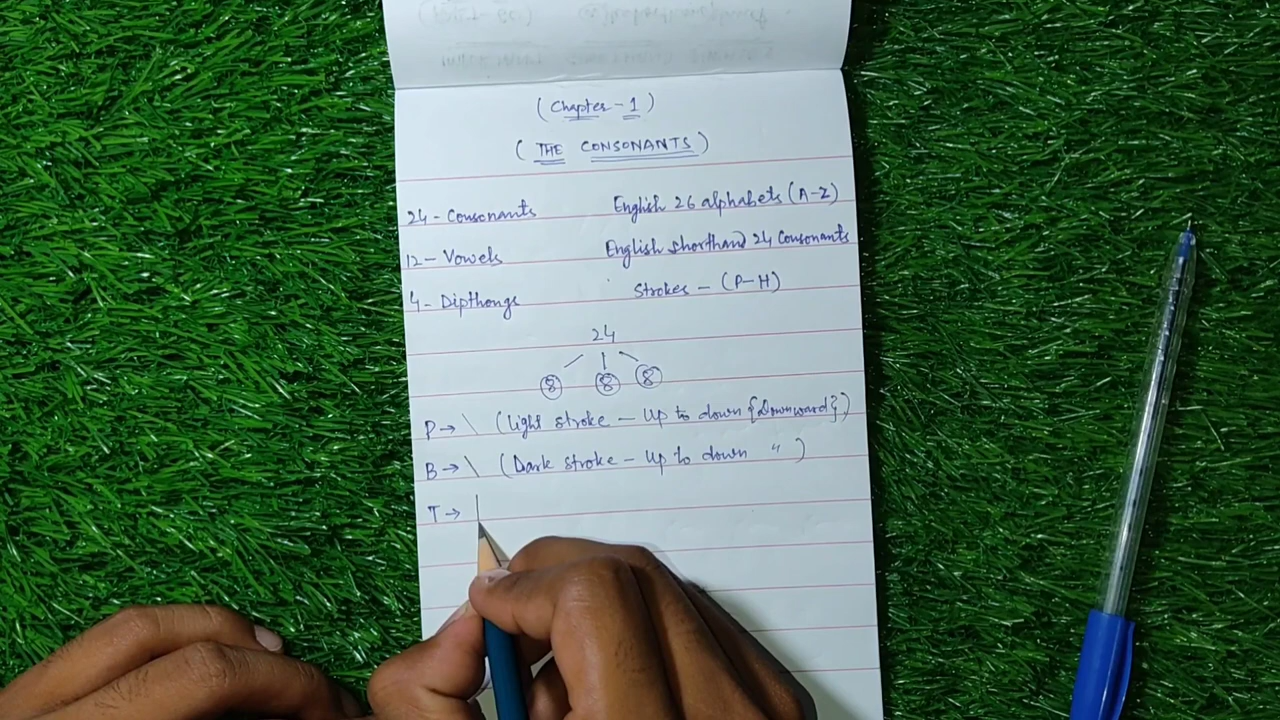 (Chapter - 1)
(THE CONSONANTS)
24 - Consonants English 26 alphabets (A-Z)
12 - Vowels English shorthand 24 Consonants
4 - Dipthongs Strokes - (P-H)
24
8 8 8
P → \ (Light stroke - Up to down {Downward})
B → \ (Dark stroke - Up to down " )
T → |